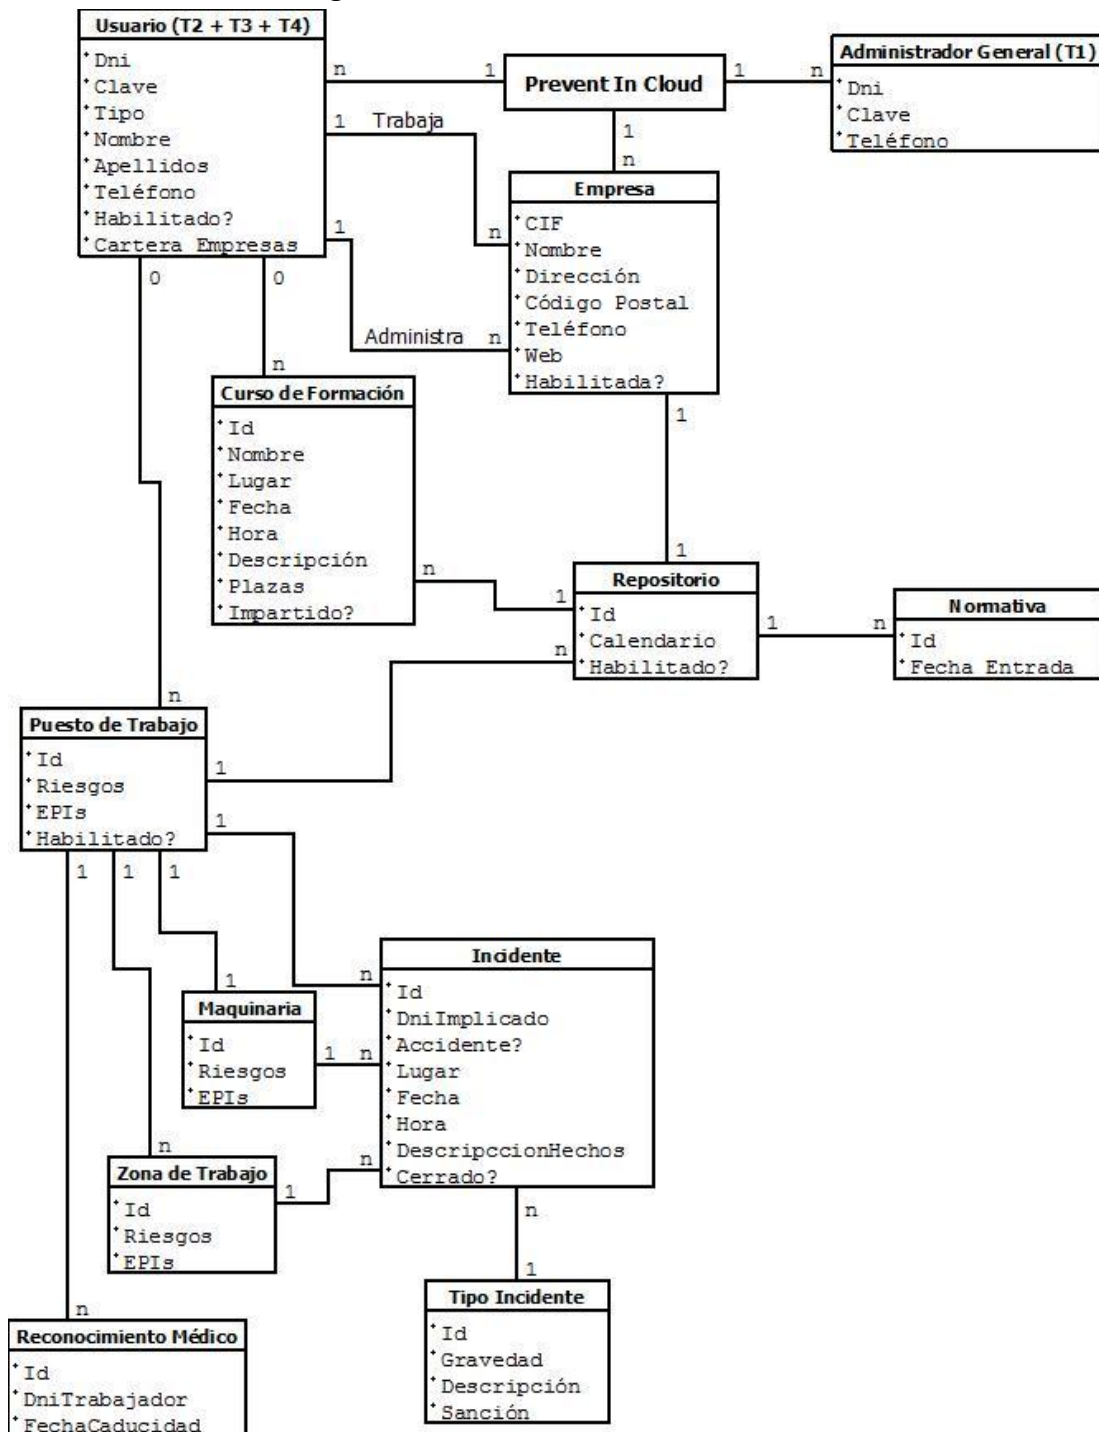 Usuario (T2 + T3 + T4)
Dni
Clave
Tipo
Nombre
Apellidos
Teléfono
Habilitado?
Cartera Empresas
n
1
Prevent In Cloud
1
n
Administrador General (T1)
Dni
Clave
Teléfono
1
Trabaja
n
1
Administra
n
1
n
Empresa
CIF
Nombre
Dirección
Código Postal
Teléfono
Web
Habilitada?
0
0
n
Curso de Formación
Id
Nombre
Lugar
Fecha
Hora
Descripción
Plazas
Impartido?
1
1
n
1
Repositorio
Id
Calendario
Habilitado?
1
n
Normativa
Id
Fecha Entrada
n
n
Puesto de Trabajo
Id
Riesgos
EPIs
Habilitado?
1
1
1
1
1
n
Incidente
Id
DniImplicado
Accidente?
Lugar
Fecha
Hora
DescripccionHechos
Cerrado?
1
Maquinaria
Id
Riesgos
EPIs
1
n
n
Zona de Trabajo
Id
Riesgos
EPIs
1
n
n
1
Tipo Incidente
Id
Gravedad
Descripción
Sanción
n
Reconocimiento Médico
Id
DniTrabajador
FechaCaducidad